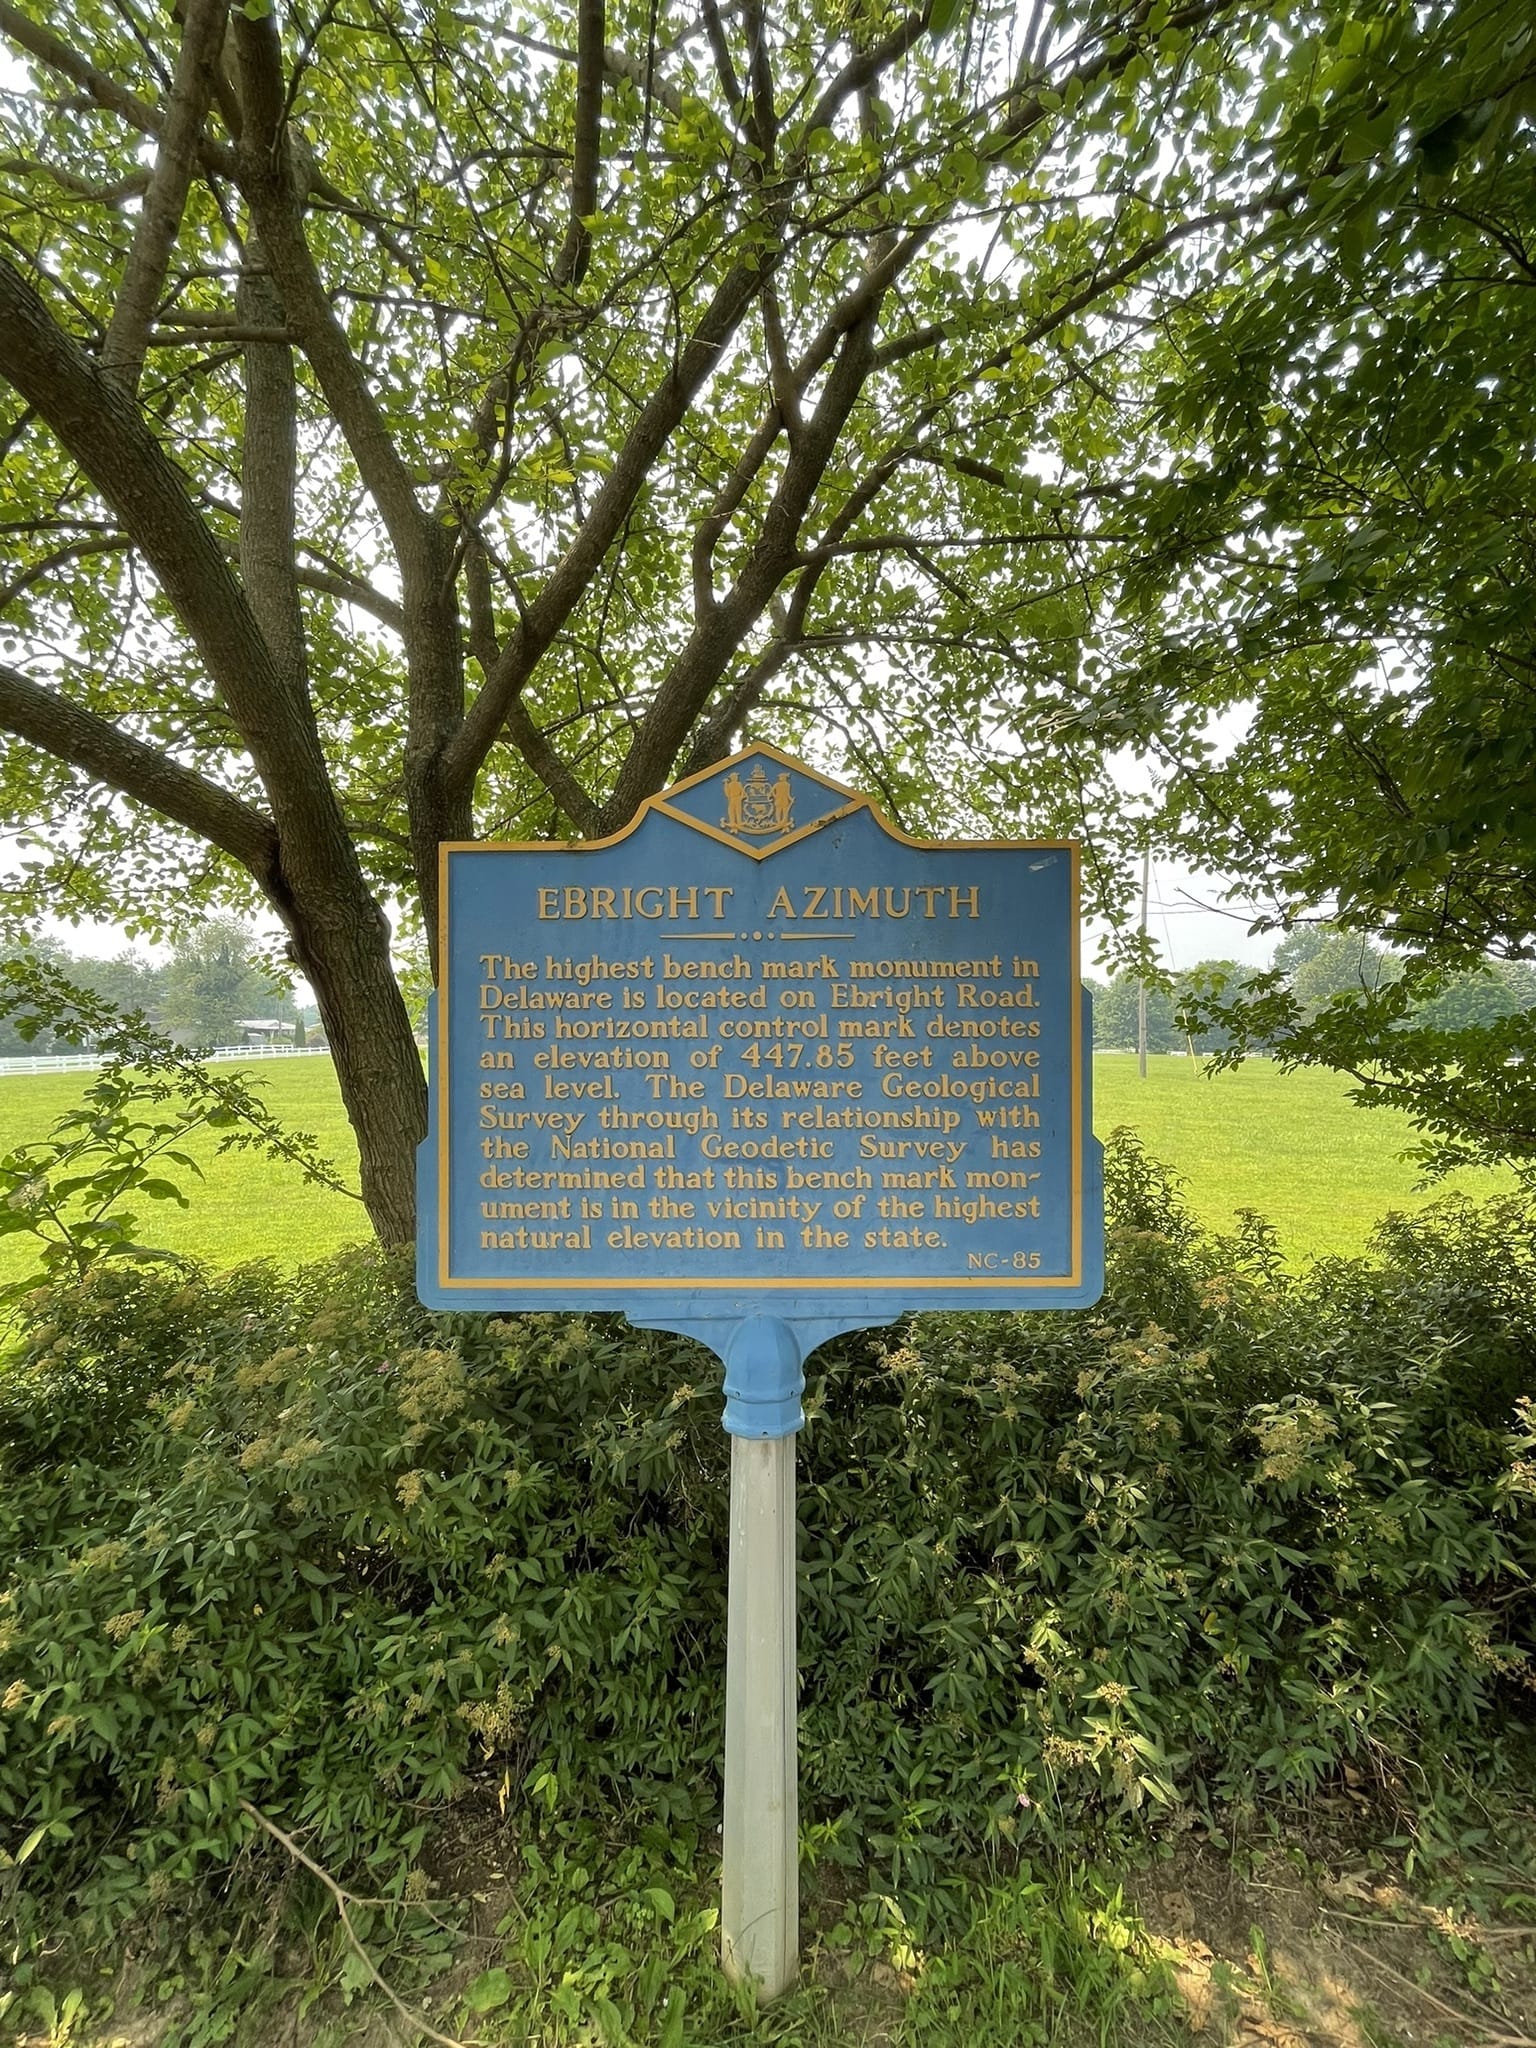 EBRIGHT AZIMUTH
The highest bench mark monument in
Delaware is located on Ebright Road.
This horizontal control mark denotes
an elevation of 447.85 feet above
sea level. The Delaware Geological
Survey through its relationship with
the National Geodetic Survey has
determined that this bench mark mon-
ument is in the vicinity of the highest
natural elevation in the state.
NC-85